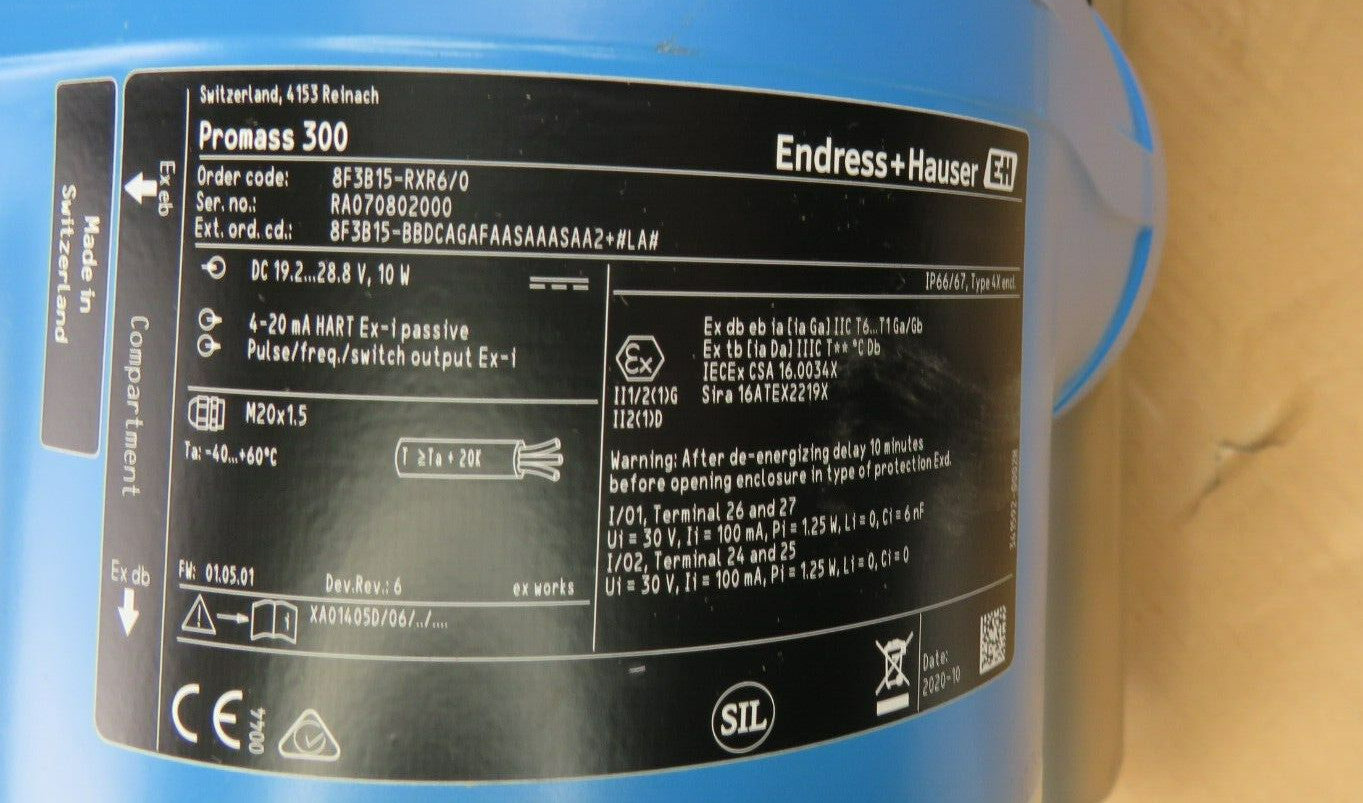 Made in
Switzerland
Ex eb
Compartment
Ex db
Switzerland, 4153 Reinach
Promass 300
Endress+Hauser EH
Order code: 8F3B15-RXR6/0
Ser. no.: RA070802000
Ext. ord. cd.: 8F3B15-BBDCAGAFAASAAASAA2+#LA#
DC 19.2...28.8 V, 10 W
4-20 mA HART Ex-i passive
Pulse/freq./switch output Ex-i
M20x1.5
Ta: -40...+60°C
T ≥Ta + 20K
FW: 01.05.01 Dev.Rev.: 6 ex works
XA01405D/06/../....
IP66/67, Type 4X encl.
Ex
II1/2(1)G
II2(1)D
Ex db eb ia [ia Ga] IIC T6...T1 Ga/Gb
Ex tb [ia Da] IIIC T** °C Db
IECEx CSA 16.0034X
Sira 16ATEX2219X
Warning: After de-energizing delay 10 minutes
before opening enclosure in type of protection Exd.
I/O1, Terminal 26 and 27
Ui = 30 V, Ii = 100 mA, Pi = 1.25 W, Li = 0, Ci = 6 nF
I/O2, Terminal 24 and 25
Ui = 30 V, Ii = 100 mA, Pi = 1.25 W, Li = 0, Ci = 0
CE 0044
SIL
Date:
2020-10